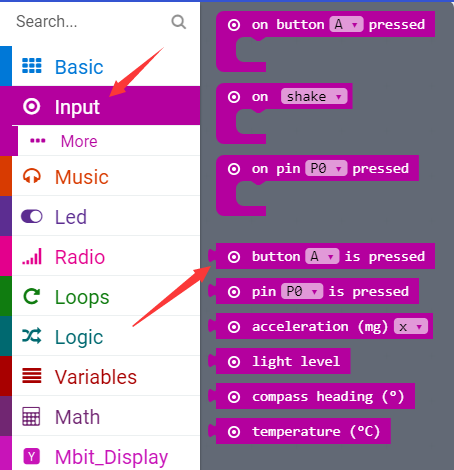 Search...
Basic
Input
More
Music
Led
Radio
Loops
Logic
Variables
Math
Mbit_Display
on button A pressed
on shake
on pin P0 pressed
button A is pressed
pin P0 is pressed
acceleration (mg) x
light level
compass heading (°)
temperature (°C)